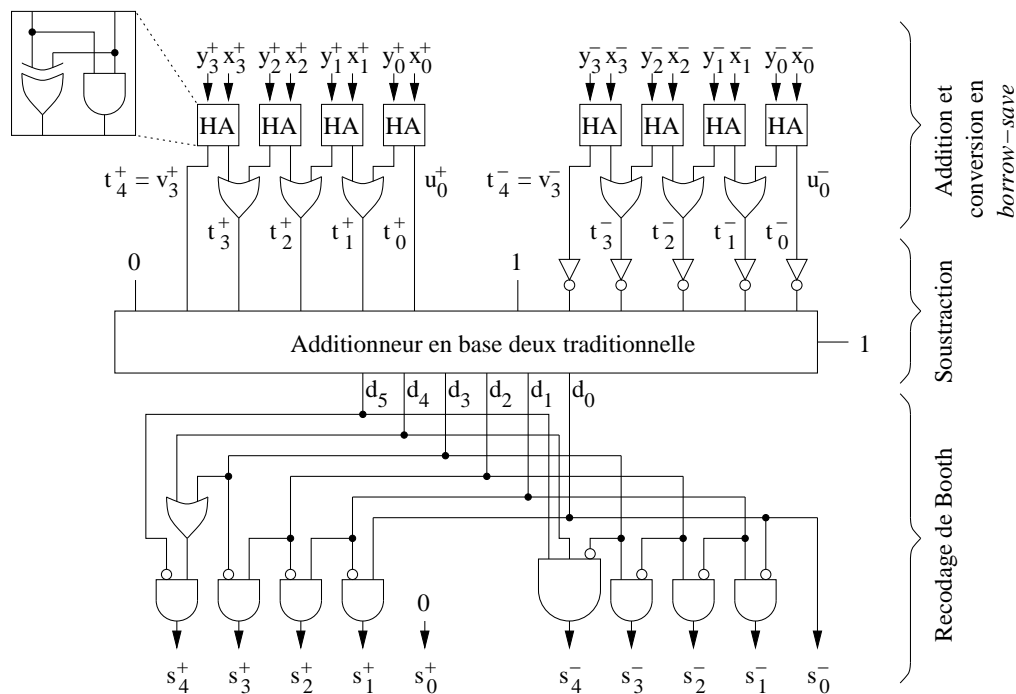 y₃⁺ x₃⁺ y₂⁺ x₂⁺ y₁⁺ x₁⁺ y₀⁺ x₀⁺ y₃⁻ x₃⁻ y₂⁻ x₂⁻ y₁⁻ x₁⁻ y₀⁻ x₀⁻
HA HA HA HA HA HA HA HA
t₄⁺ = v₃⁺ u₀⁺ t₄⁻ = v₃⁻ u₀⁻
t₃⁺ t₂⁺ t₁⁺ t₀⁺ t₃⁻ t₂⁻ t₁⁻ t₀⁻
0 1
Additionneur en base deux traditionnelle 1
d₅ d₄ d₃ d₂ d₁ d₀
0
s₄⁺ s₃⁺ s₂⁺ s₁⁺ s₀⁺ s₄⁻ s₃⁻ s₂⁻ s₁⁻ s₀⁻
Addition et
conversion en
borrow−save
Soustraction
Recodage de Booth